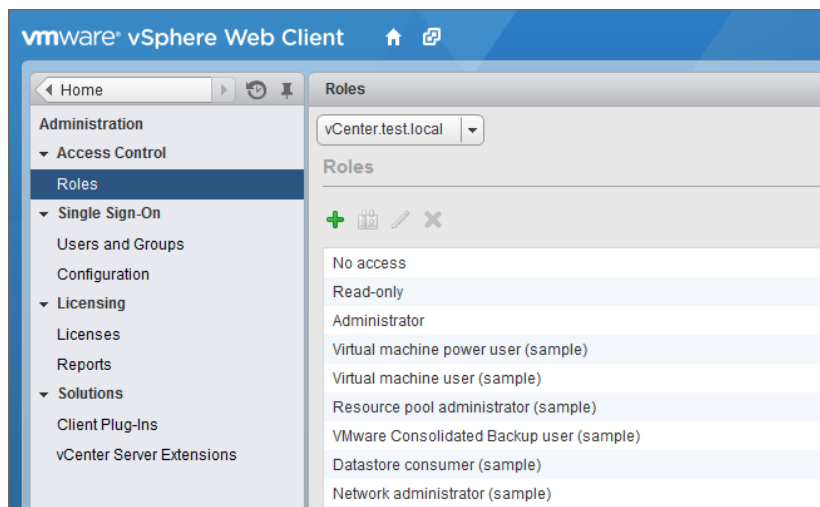 vmware® vSphere Web Client
Home
Administration
Access Control
Roles
Single Sign-On
Users and Groups
Configuration
Licensing
Licenses
Reports
Solutions
Client Plug-Ins
vCenter Server Extensions
Roles
vCenter.test.local
Roles
No access
Read-only
Administrator
Virtual machine power user (sample)
Virtual machine user (sample)
Resource pool administrator (sample)
VMware Consolidated Backup user (sample)
Datastore consumer (sample)
Network administrator (sample)